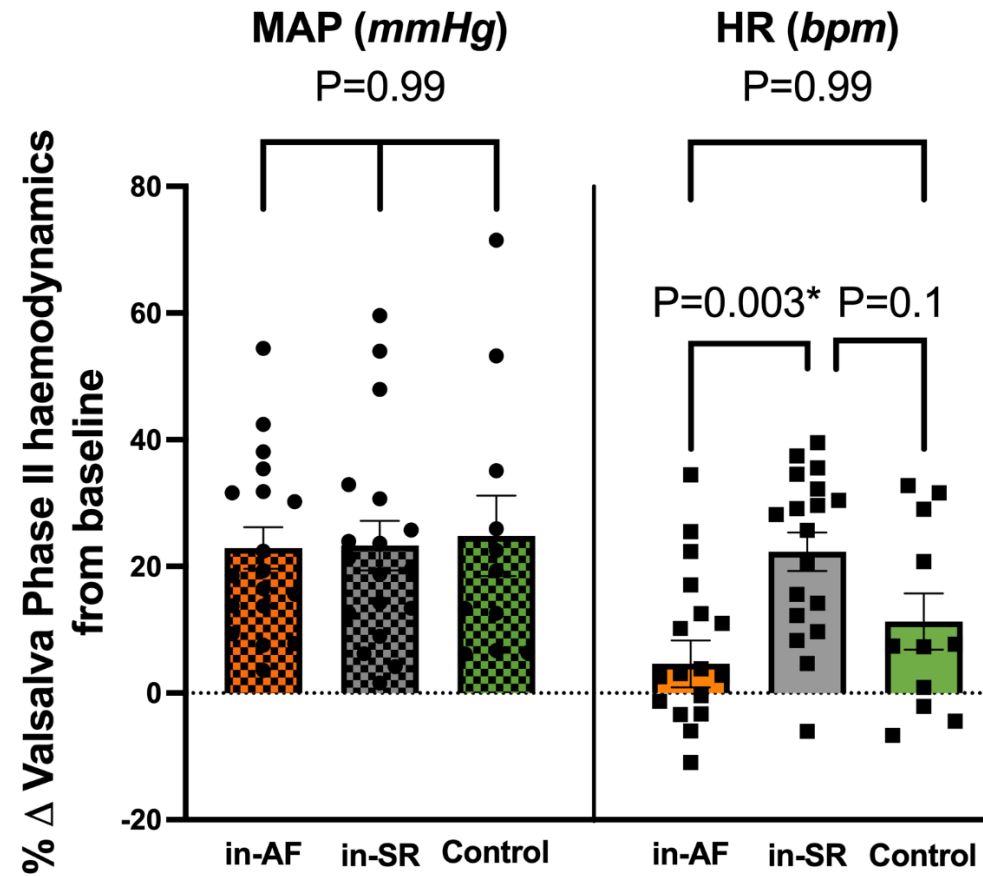 MAP (mmHg)
HR (bpm)
P=0.99
P=0.99
% Δ Valsalva Phase II haemodynamics
from baseline
80
60
40
20
0
-20
P=0.003*
P=0.1
in-AF
in-SR
Control
in-AF
in-SR
Control